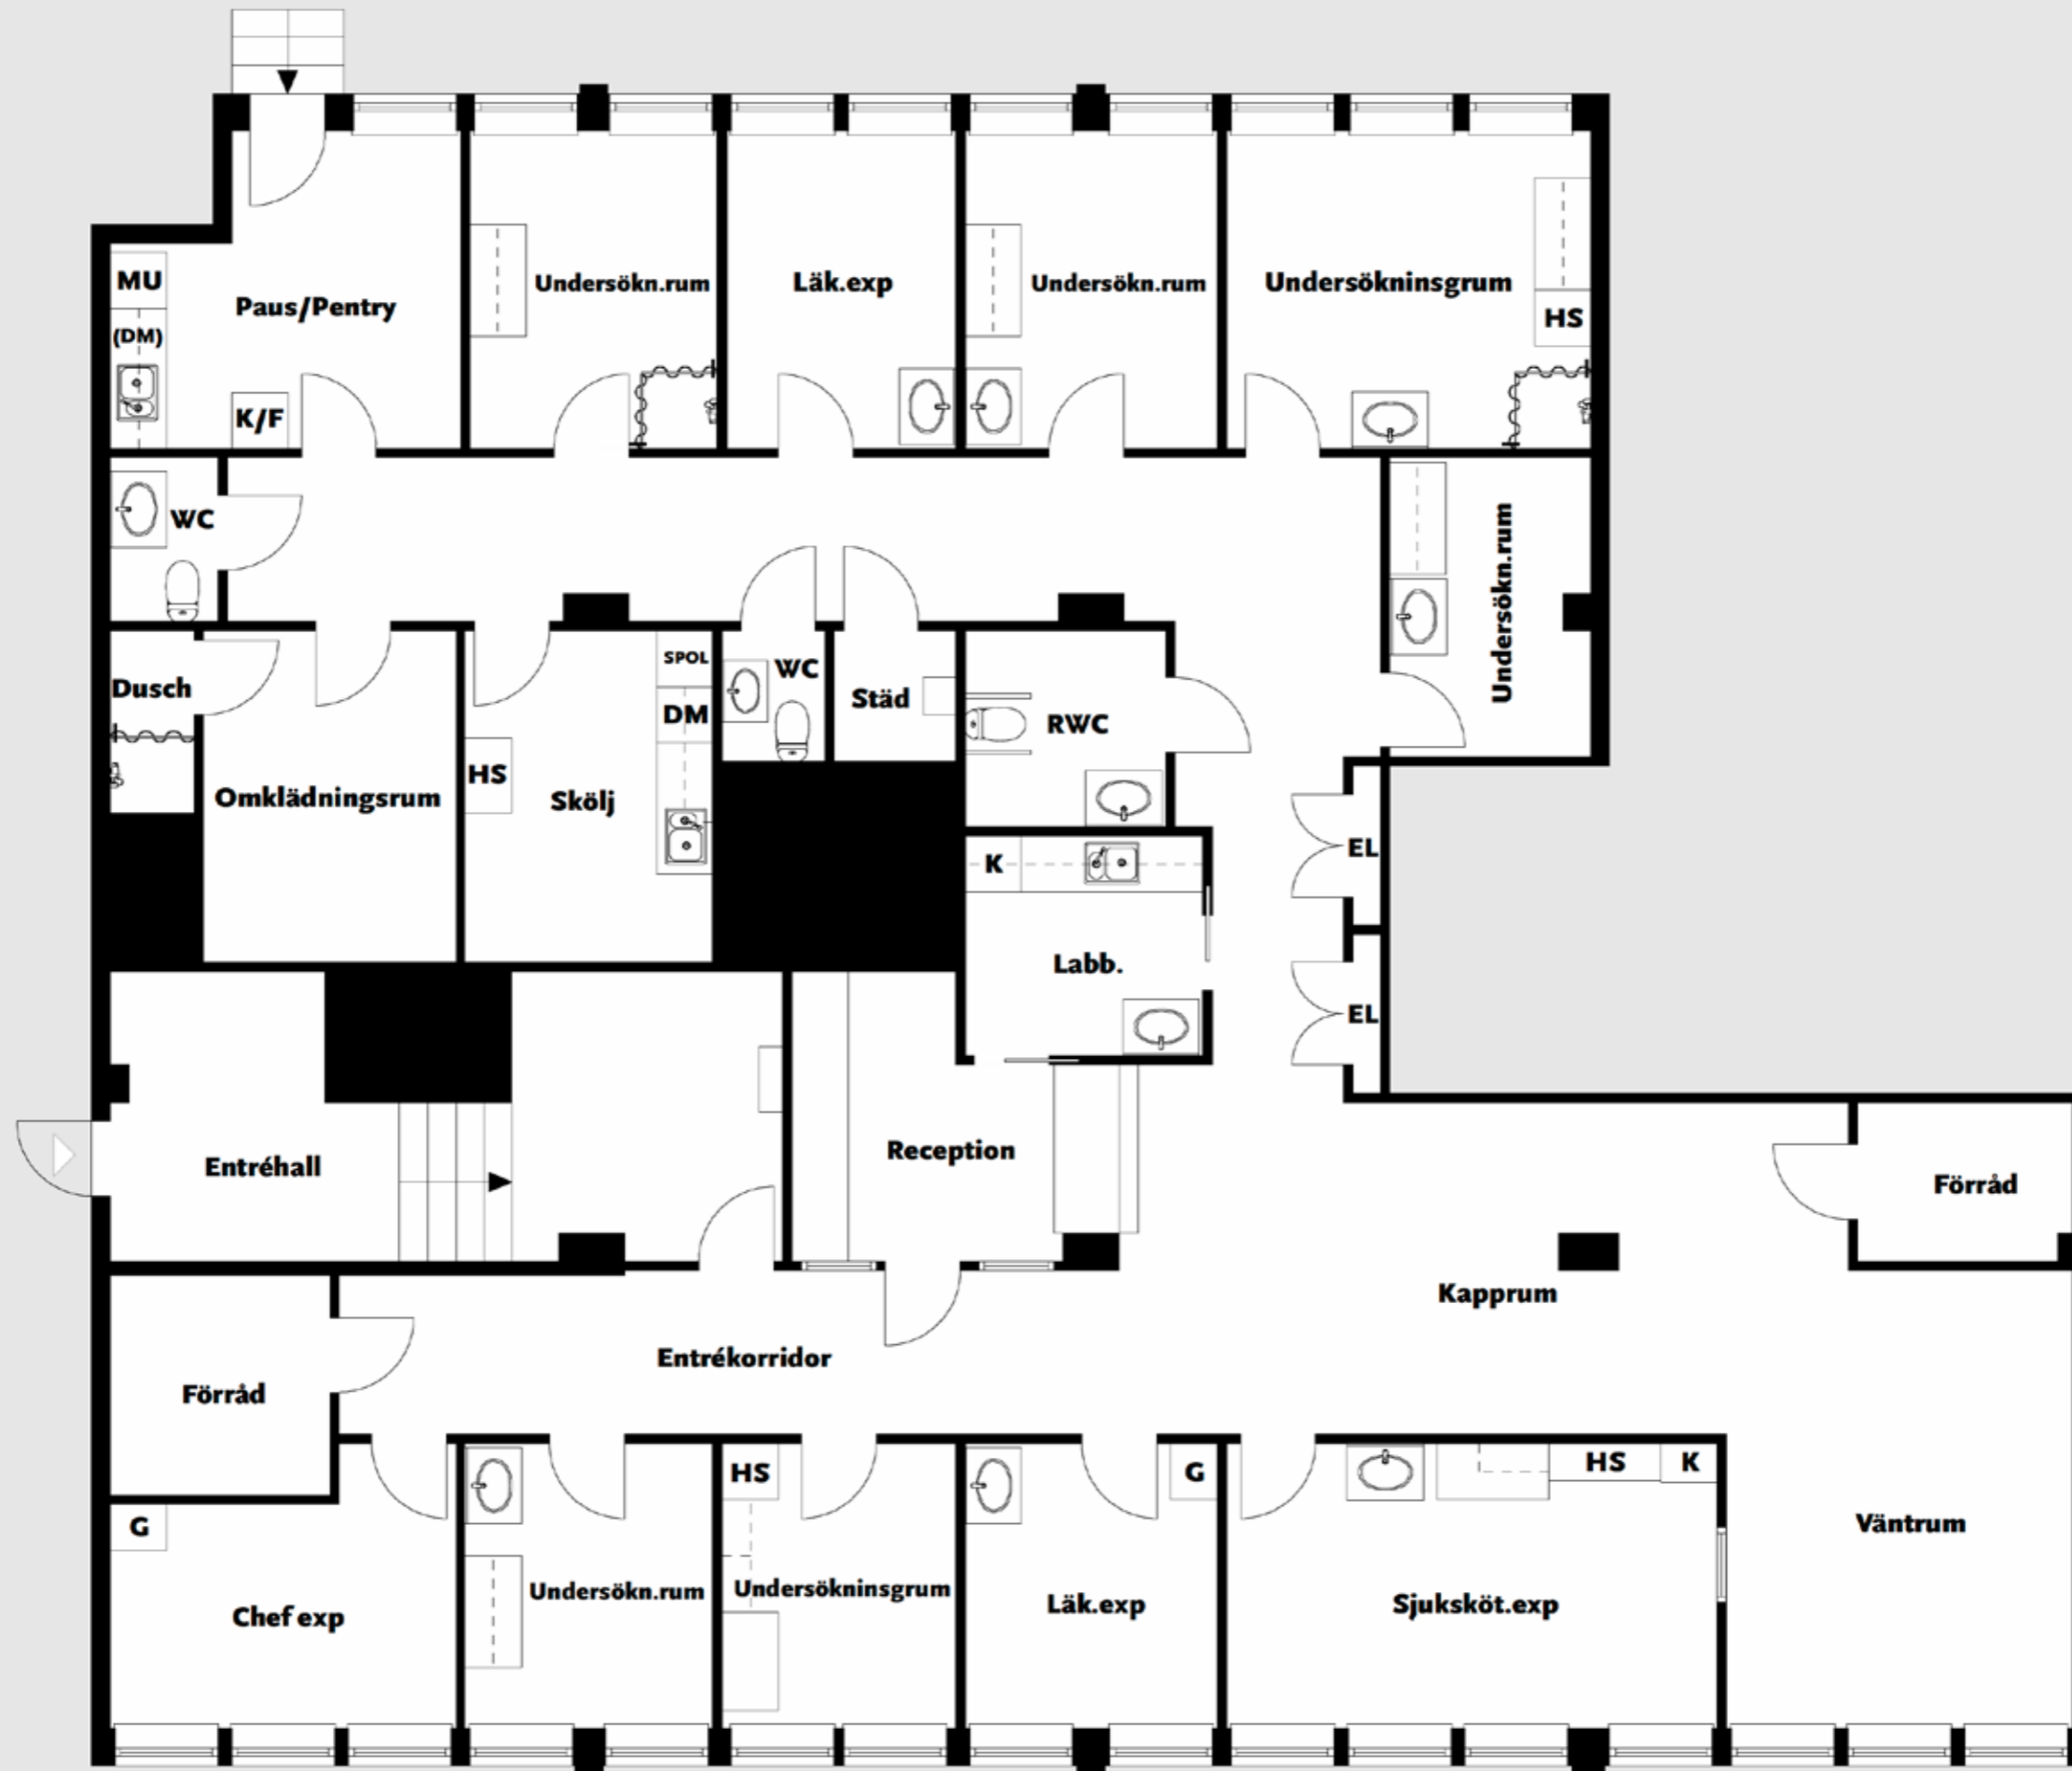 MU
Paus/Pentry
(DM)
K/F
Undersökn.rum
Läk.exp
Undersökn.rum
Undersökningsgrum
HS
WC
Undersökn.rum
Dusch
Omklädningsrum
HS
Skölj
SPOL
DM
WC
Städ
RWC
K
Labb.
EL
EL
Entréhall
Reception
Förråd
Kapprum
Entrékorridor
Förråd
G
Chef exp
Undersökn.rum
HS
Undersökninsgrum
Läk.exp
G
HS
K
Sjuksköt.exp
Väntrum